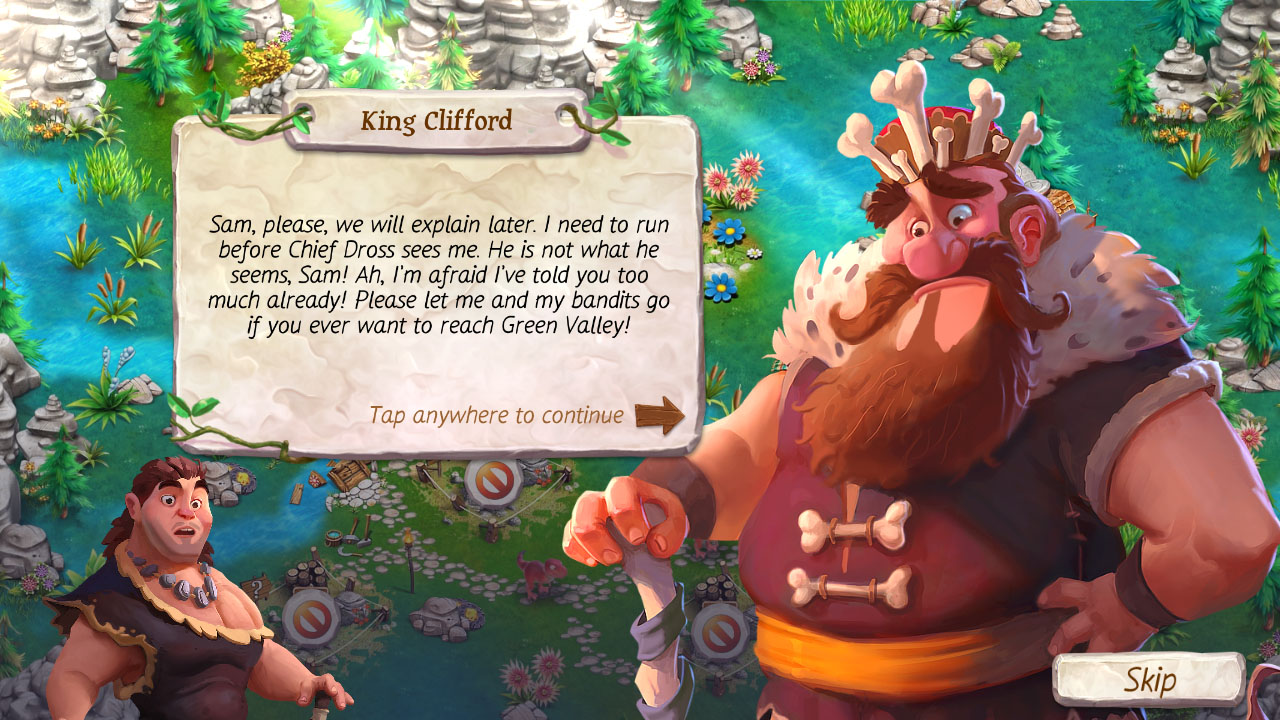 King Clifford
Sam, please, we will explain later. I need to run
before Chief Dross sees me. He is not what he
seems, Sam! Ah, I'm afraid I've told you too
much already! Please let me and my bandits go
if you ever want to reach Green Valley!
Tap anywhere to continue
Skip